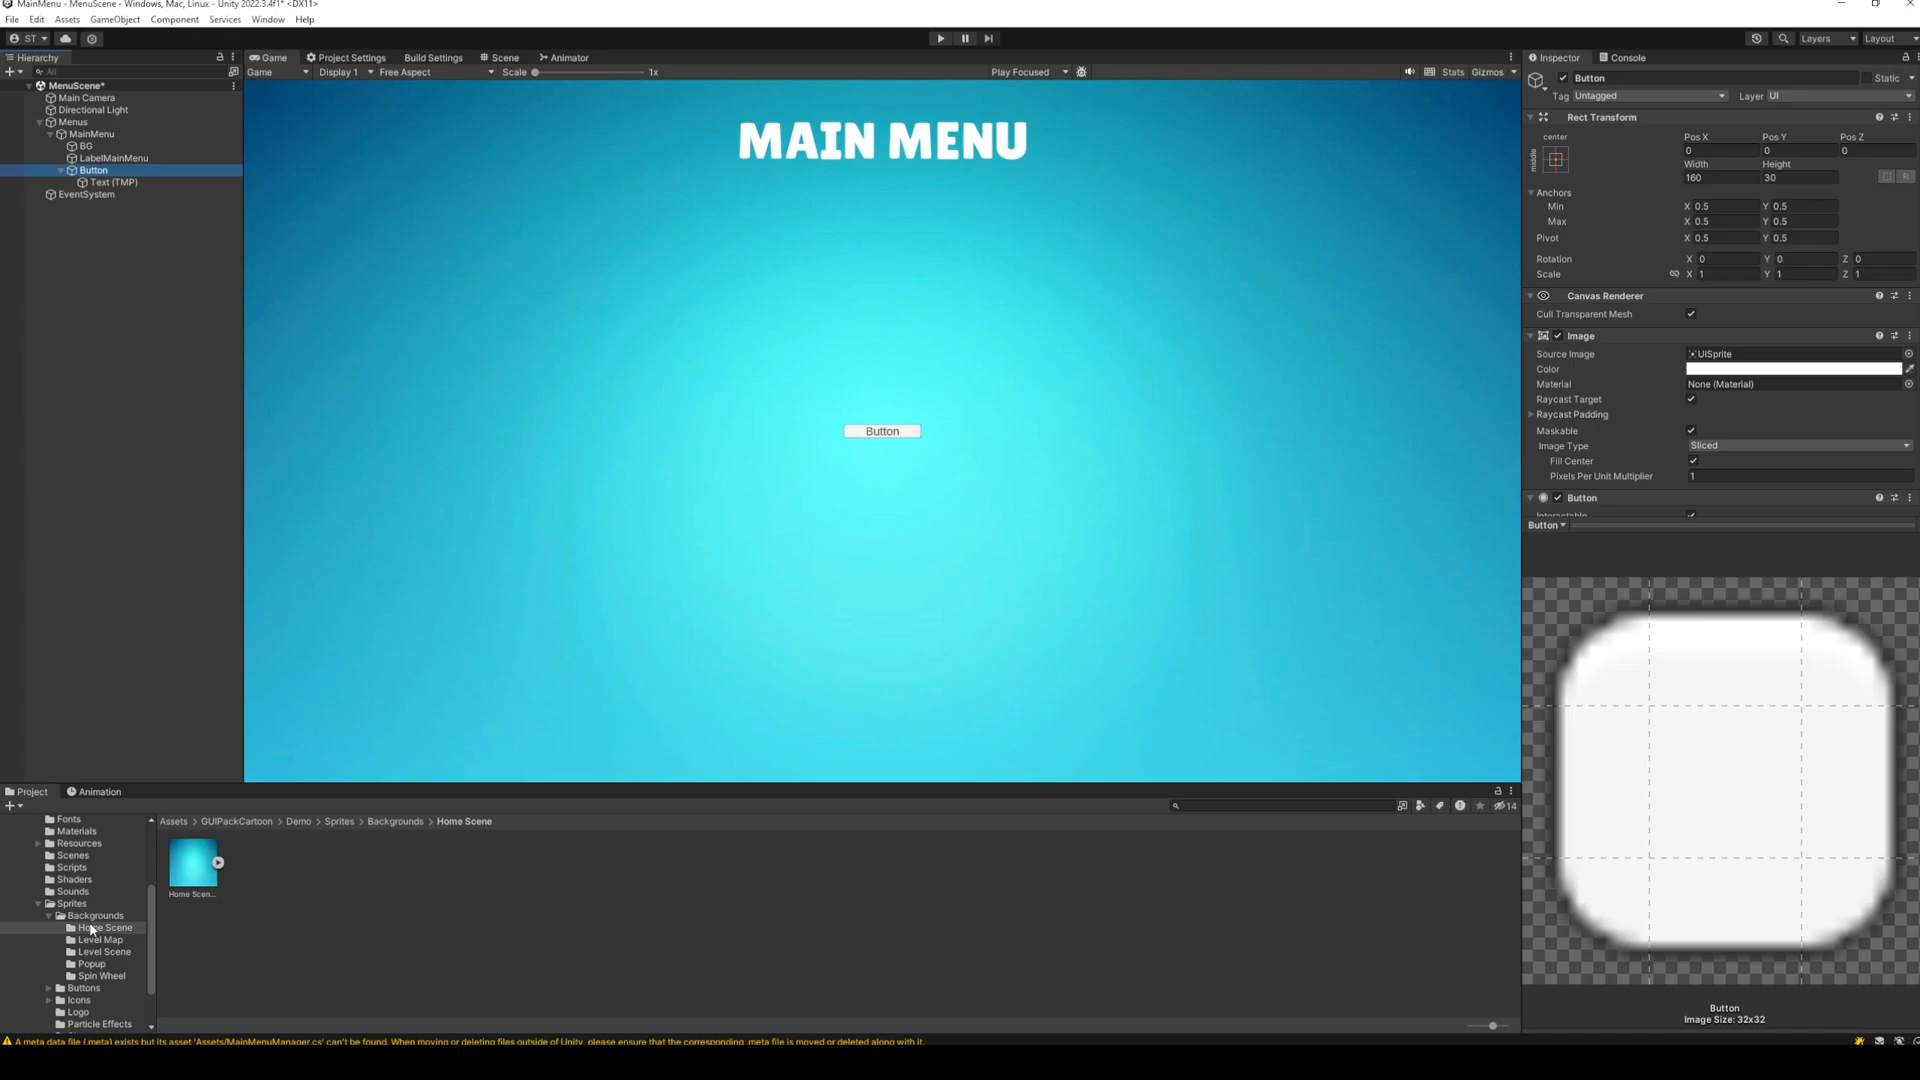 MainMenu - MenuScene - Windows, Mac, Linux - Unity 2022.3.4f1* <DX11>
File Edit Assets GameObject Component Services Window Help
ST Layers Layout
Hierarchy Game Project Settings Build Settings Scene Animator Inspector Console
All Game Display 1 Free Aspect Scale 1x Play Focused Stats Gizmos
MenuScene*
Main Camera
Directional Light
Menus
MainMenu
BG
LabelMainMenu
Button
Text (TMP)
EventSystem
MAIN MENU
Button
Button Static
Tag Untagged Layer UI
Rect Transform
center
middle
Pos X Pos Y Pos Z
0 0 0
Width Height
160 30
R
Anchors
Min X 0.5 Y 0.5
Max X 0.5 Y 0.5
Pivot X 0.5 Y 0.5
Rotation X 0 Y 0 Z 0
Scale X 1 Y 1 Z 1
Canvas Renderer
Cull Transparent Mesh
Image
Source Image UISprite
Color
Material None (Material)
Raycast Target
Raycast Padding
Maskable
Image Type Sliced
Fill Center
Pixels Per Unit Multiplier 1
Button
Interactable
Button
Button
Image Size: 32x32
Project Animation
14
Fonts
Materials
Resources
Scenes
Scripts
Shaders
Sounds
Sprites
Backgrounds
Home Scene
Level Map
Level Scene
Popup
Spin Wheel
Buttons
Icons
Logo
Particle Effects
Assets > GUIPackCartoon > Demo > Sprites > Backgrounds > Home Scene
Home Scen...
A meta data file (.meta) exists but its asset 'Assets/MainMenuManager.cs' can't be found. When moving or deleting files outside of Unity, please ensure that the corresponding .meta file is moved or deleted along with it.